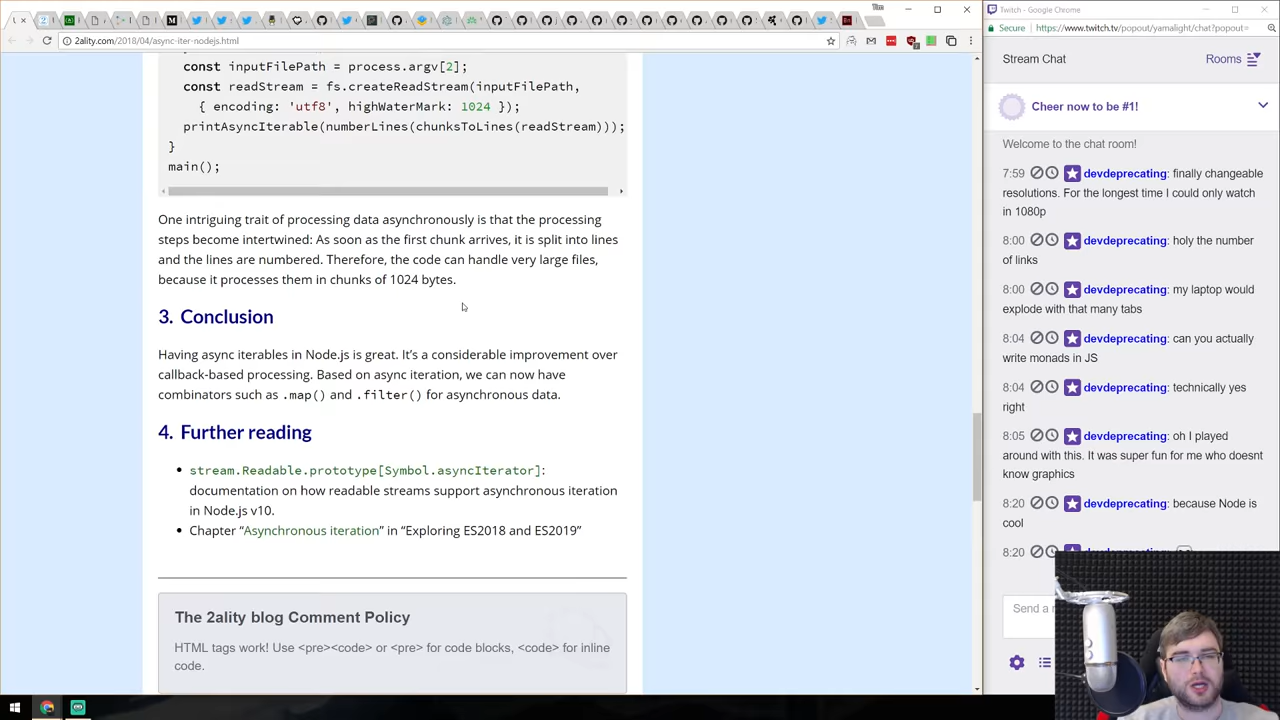 Tim
2ality.com/2018/04/async-iter-nodejs.html
const inputFilePath = process.argv[2];
const readStream = fs.createReadStream(inputFilePath,
{ encoding: 'utf8', highWaterMark: 1024 });
printAsyncIterable(numberLines(chunksToLines(readStream)));
}
main();
One intriguing trait of processing data asynchronously is that the processing
steps become intertwined: As soon as the first chunk arrives, it is split into lines
and the lines are numbered. Therefore, the code can handle very large files,
because it processes them in chunks of 1024 bytes.
3. Conclusion
Having async iterables in Node.js is great. It's a considerable improvement over
callback-based processing. Based on async iteration, we can now have
combinators such as .map() and .filter() for asynchronous data.
4. Further reading
• stream.Readable.prototype[Symbol.asyncIterator]:
documentation on how readable streams support asynchronous iteration
in Node.js v10.
• Chapter “Asynchronous iteration” in “Exploring ES2018 and ES2019”
The 2ality blog Comment Policy
HTML tags work! Use <pre><code> or <pre> for code blocks, <code> for inline
code.
Twitch - Google Chrome
Secure
https://www.twitch.tv/popout/yamalight/chat?popout=
Stream Chat
Rooms
Cheer now to be #1!
Welcome to the chat room!
7:59 devdeprecating: finally changeable
resolutions. For the longest time I could only watch
in 1080p
8:00 devdeprecating: holy the number
of links
8:00 devdeprecating: my laptop would
explode with that many tabs
8:04 devdeprecating: can you actually
write monads in JS
8:04 devdeprecating: technically yes
right
8:05 devdeprecating: oh I played
around with this. It was super fun for me who doesnt
know graphics
8:20 devdeprecating: because Node is
cool
8:20 devdeprecating:
Send a